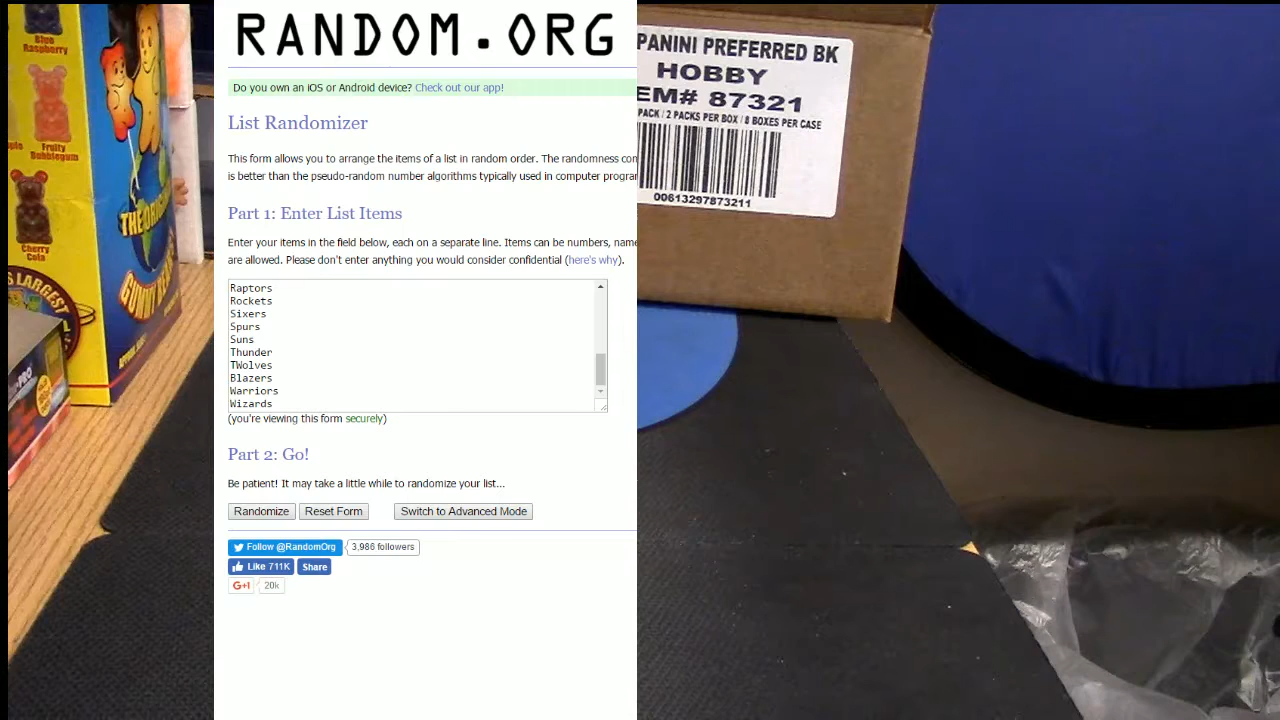 Blue
Raspberry
Fruity
Bubblegum
Cherry
Cola
THE ORIGINAL
GUMMI
RANDOM.ORG
Do you own an iOS or Android device? Check out our app!
List Randomizer
This form allows you to arrange the items of a list in random order. The randomness
is better than the pseudo-random number algorithms typically used in computer
Part 1: Enter List Items
Enter your items in the field below, each on a separate line. Items can be numbers,
are allowed. Please don't enter anything you would consider confidential (here's why).
Raptors
Rockets
Sixers
Spurs
Suns
Thunder
TWolves
Blazers
Warriors
Wizards
(you're viewing this form securely)
Part 2: Go!
Be patient! It may take a little while to randomize your list...
Randomize Reset Form Switch to Advanced Mode
Follow @RandomOrg 3,986 followers
Like 711K Share
G+1 20k
PANINI PREFERRED BK
HOBBY
EM# 87321
PACK / 2 PACKS PER BOX / 8 BOXES PER CASE
00613297873211